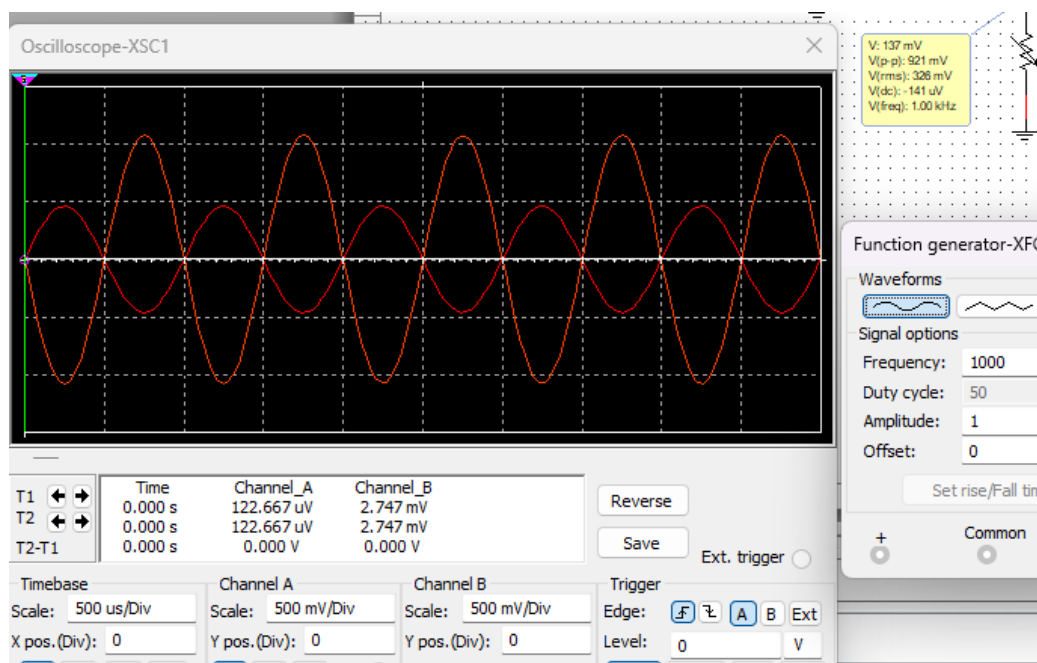 Oscilloscope-XSC1
V: 137 mV
V(p-p): 921 mV
V(rms): 326 mV
V(dc): -141 uV
V(freq): 1.00 kHz
Function generator-XFG
Waveforms
Signal options
Frequency: 1000
Duty cycle: 50
Amplitude: 1
Offset: 0
Set rise/Fall tim
+ Common
Time Channel_A Channel_B
T1 0.000 s 122.667 uV 2.747 mV
T2 0.000 s 122.667 uV 2.747 mV
T2-T1 0.000 s 0.000 V 0.000 V
Reverse
Save
Ext. trigger
Timebase
Scale: 500 us/Div
X pos.(Div): 0
Channel A
Scale: 500 mV/Div
Y pos.(Div): 0
Channel B
Scale: 500 mV/Div
Y pos.(Div): 0
Trigger
Edge: A B Ext
Level: 0 V